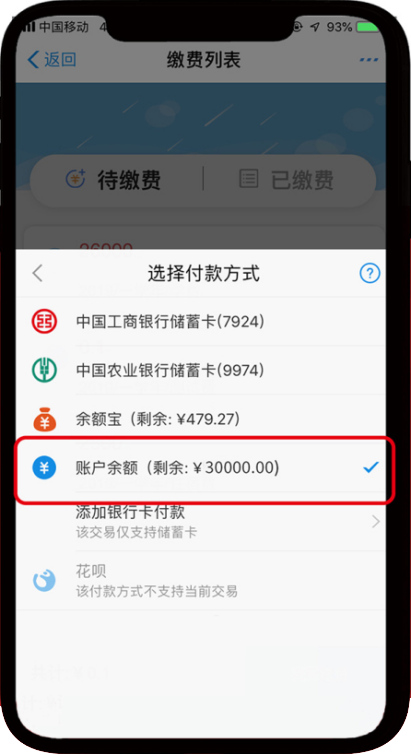 中国移动 4
93%
返回
缴费列表
待缴费
已缴费
26000
选择付款方式
中国工商银行储蓄卡(7924)
中国农业银行储蓄卡(9974)
余额宝（剩余: ¥479.27)
账户余额（剩余: ¥30000.00)
添加银行卡付款
该交易仅支持储蓄卡
花呗
该付款方式不支持当前交易